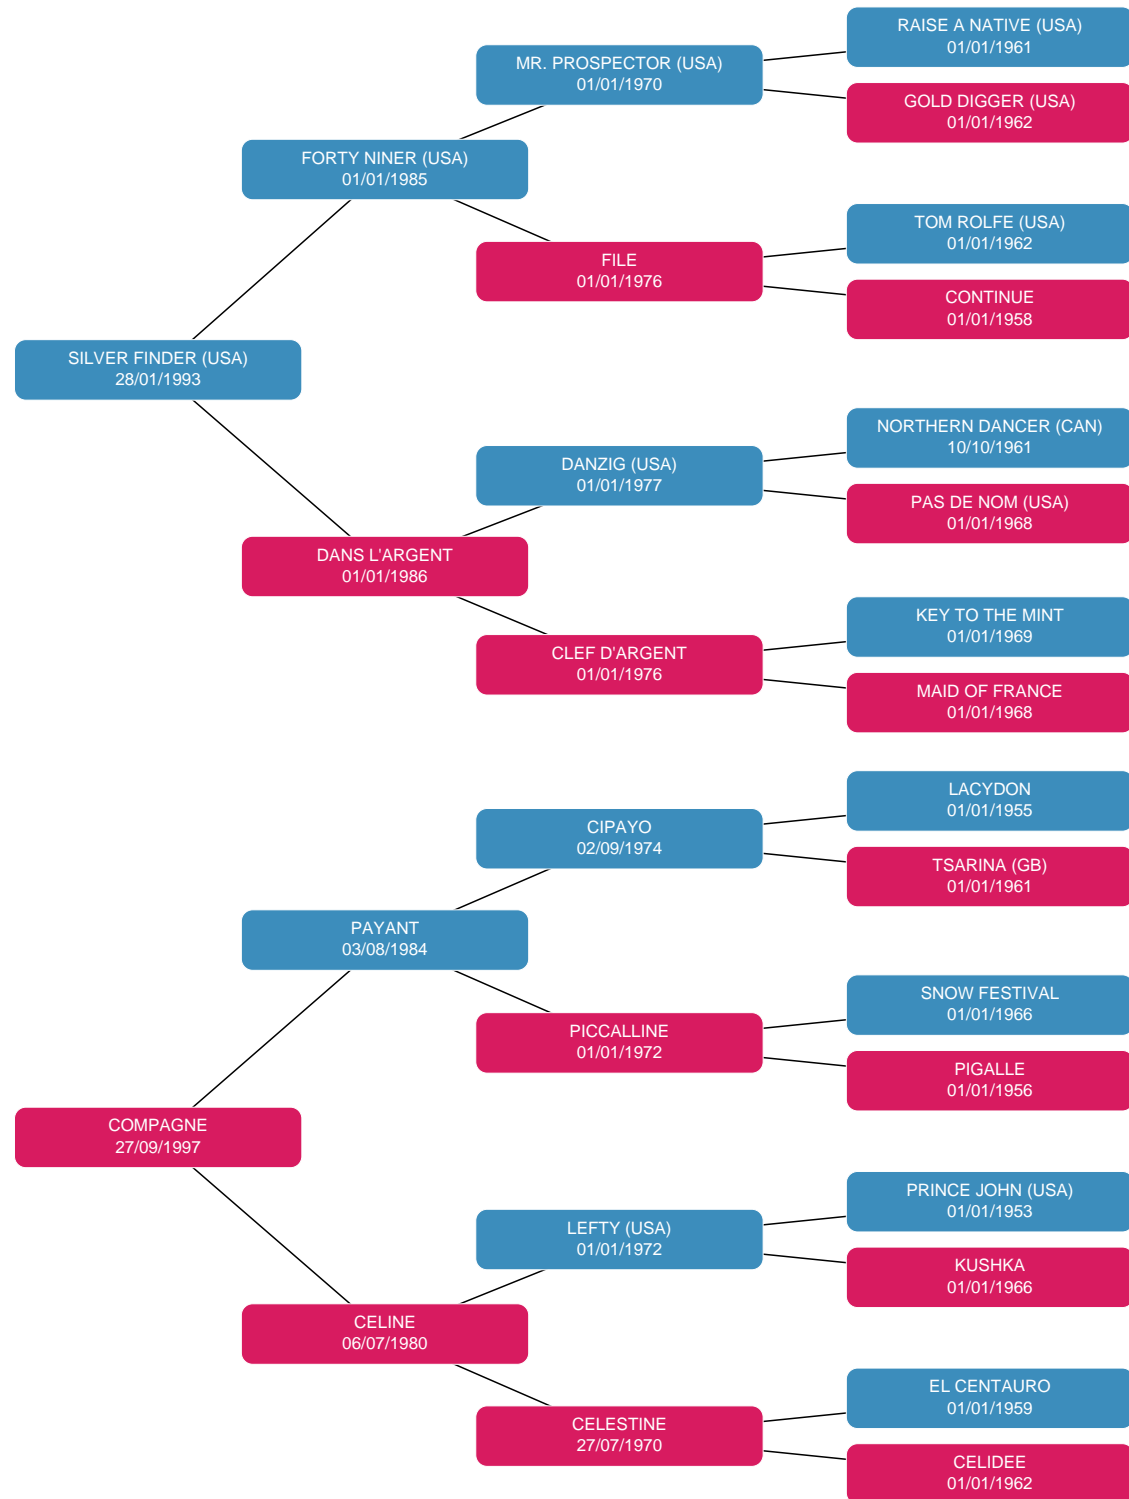 RAISE A NATIVE (USA)
01/01/1961
MR. PROSPECTOR (USA)
01/01/1970
GOLD DIGGER (USA)
01/01/1962
FORTY NINER (USA)
01/01/1985
TOM ROLFE (USA)
01/01/1962
FILE
01/01/1976
CONTINUE
01/01/1958
SILVER FINDER (USA)
28/01/1993
NORTHERN DANCER (CAN)
10/10/1961
DANZIG (USA)
01/01/1977
PAS DE NOM (USA)
01/01/1968
DANS L'ARGENT
01/01/1986
KEY TO THE MINT
01/01/1969
CLEF D'ARGENT
01/01/1976
MAID OF FRANCE
01/01/1968
LACYDON
01/01/1955
CIPAYO
02/09/1974
TSARINA (GB)
01/01/1961
PAYANT
03/08/1984
SNOW FESTIVAL
01/01/1966
PICCALLINE
01/01/1972
PIGALLE
01/01/1956
COMPAGNE
27/09/1997
PRINCE JOHN (USA)
01/01/1953
LEFTY (USA)
01/01/1972
KUSHKA
01/01/1966
CELINE
06/07/1980
EL CENTAURO
01/01/1959
CELESTINE
27/07/1970
CELIDEE
01/01/1962